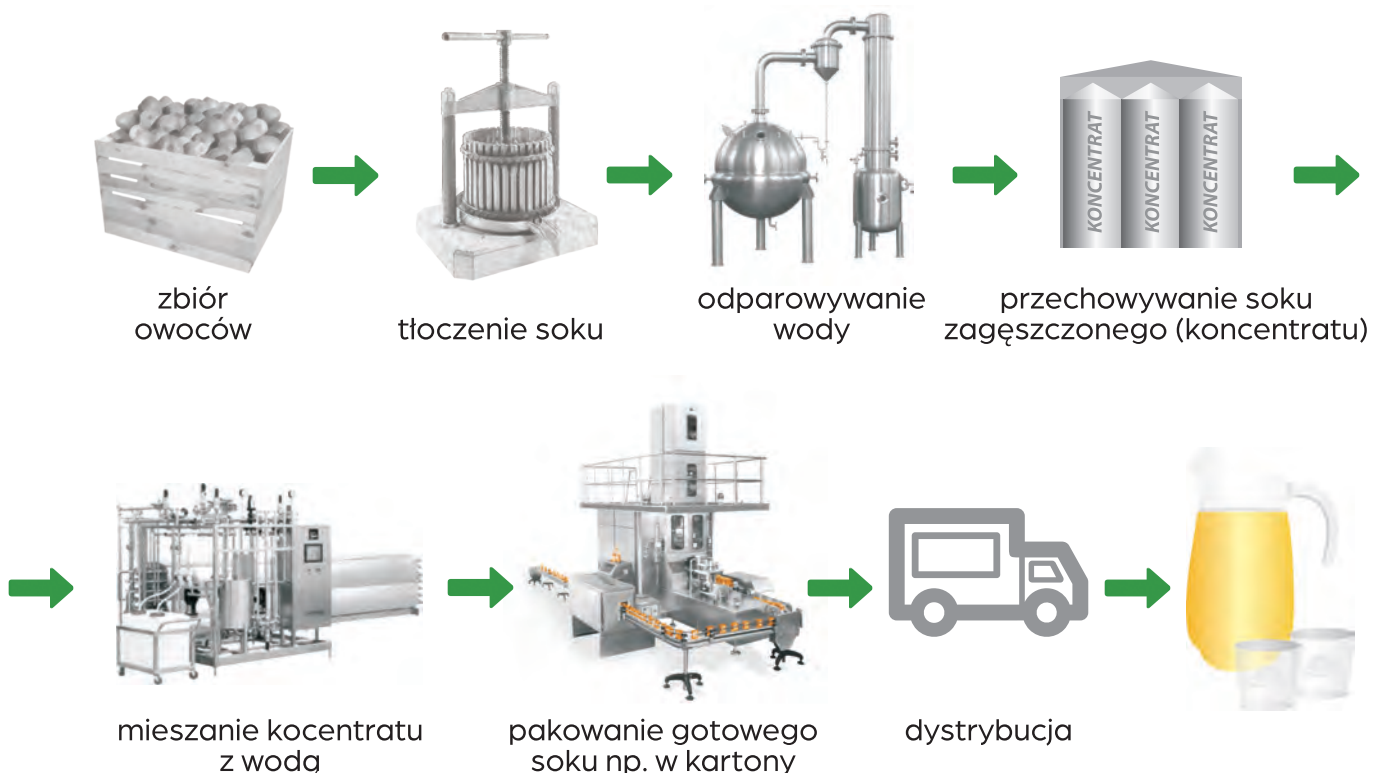 KONCENTRAT
KONCENTRAT
KONCENTRAT
zbiór
owoców
tłoczenie soku
odparowywanie
wody
przechowywanie soku
zagęszczonego (koncentratu)
mieszanie kocentratu
z wodą
pakowanie gotowego
soku np. w kartony
dystrybucja